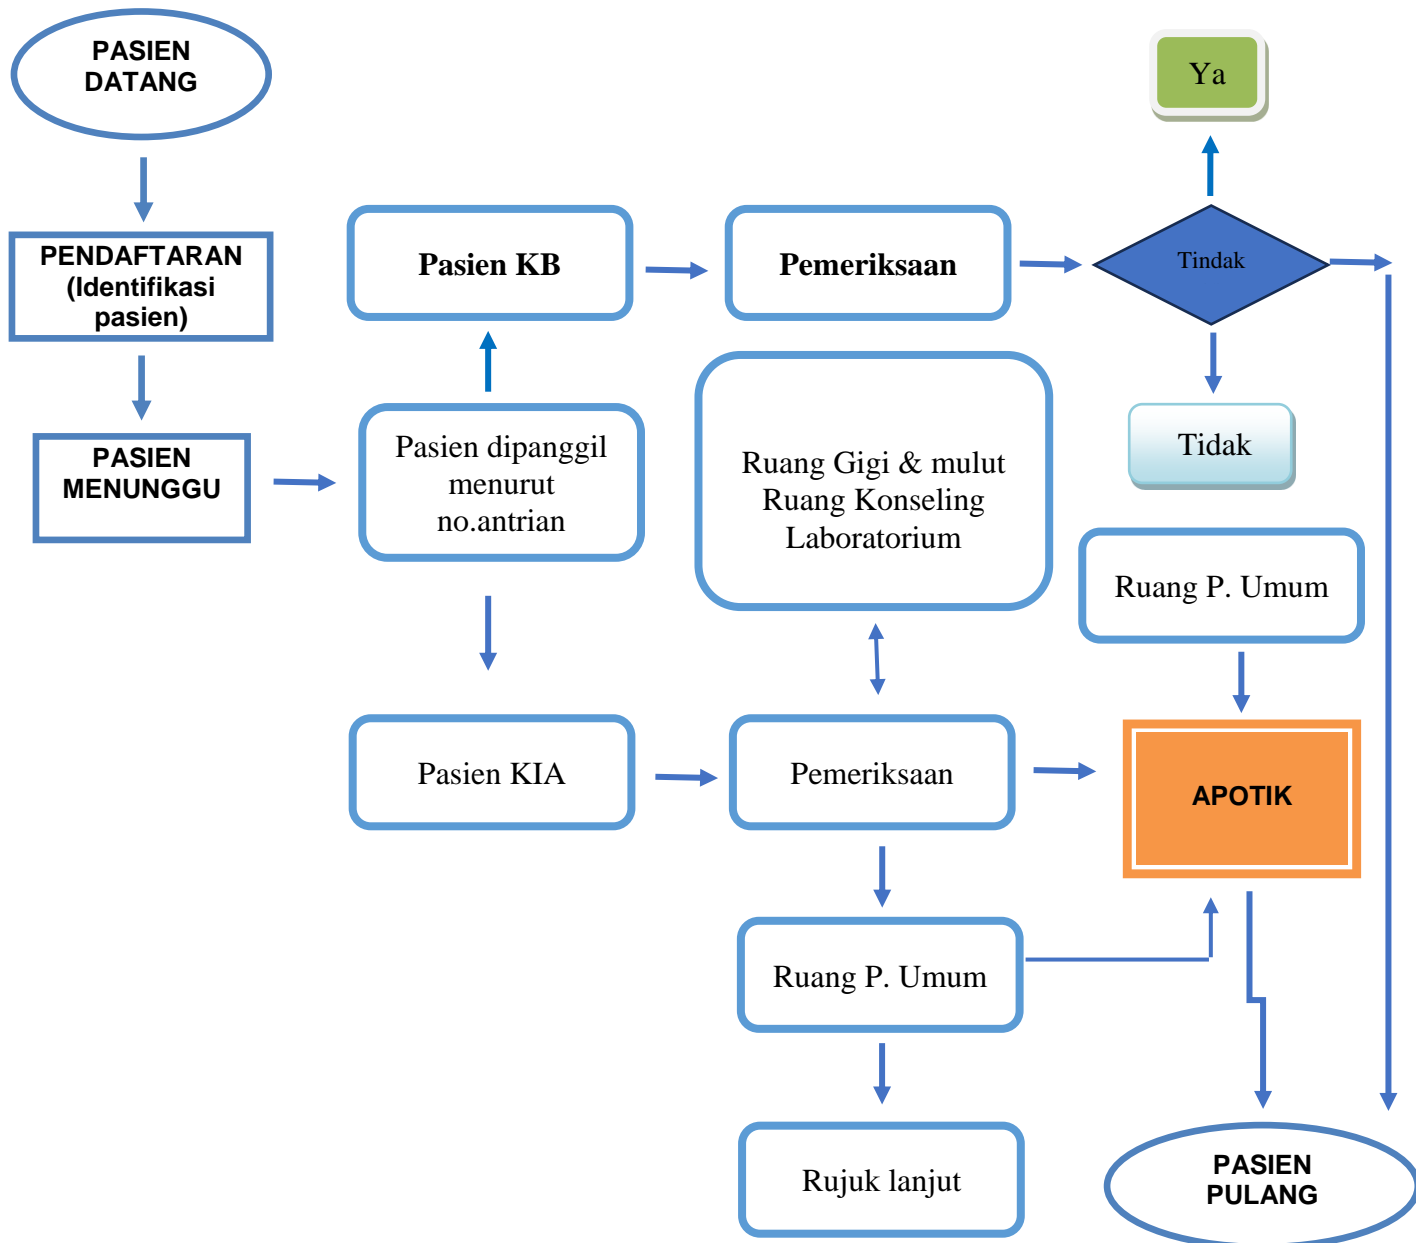 PASIEN
DATANG
PENDAFTARAN
(Identifikasi
pasien)
PASIEN
MENUNGGU
Pasien dipanggil
menurut
no.antrian
Pasien KB
Pemeriksaan
Tindak
Ya
Tidak
Ruang Gigi & mulut
Ruang Konseling
Laboratorium
Ruang P. Umum
Pasien KIA
Pemeriksaan
APOTIK
Ruang P. Umum
Rujuk lanjut
PASIEN
PULANG